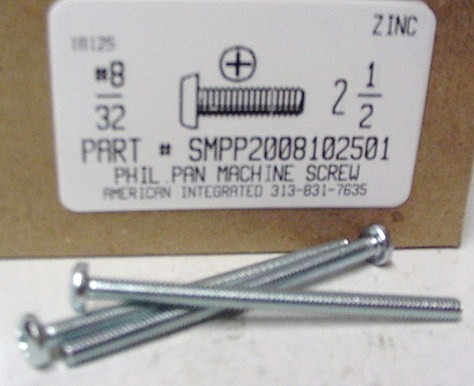 ZINC
18125
#8
32
2 1
2
PART # SMPP2008102501
PHIL.PAN MACHINE SCREW
AMERICAN INTEGRATED 313-831-7635